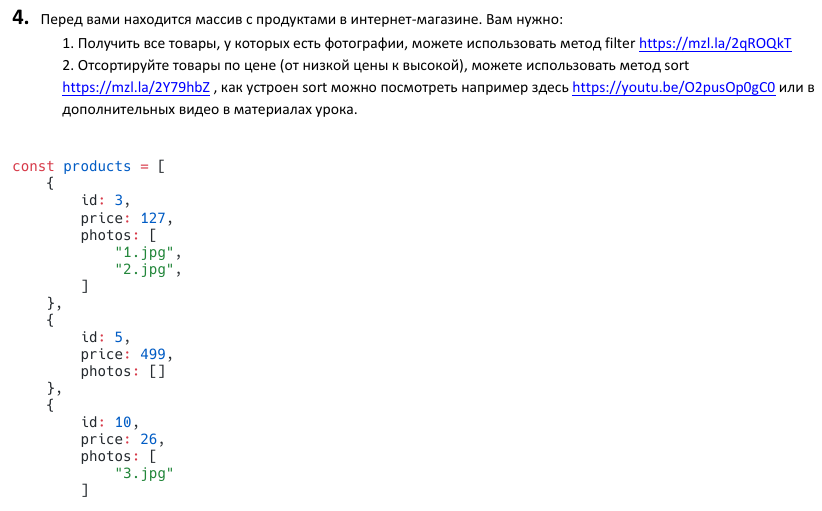 4. Перед вами находится массив с продуктами в интернет-магазине. Вам нужно:
1. Получить все товары, у которых есть фотографии, можете использовать метод filter https://mzl.la/2qROQkT
2. Отсортируйте товары по цене (от низкой цены к высокой), можете использовать метод sort
https://mzl.la/2Y79hbZ , как устроен sort можно посмотреть например здесь https://youtu.be/O2pusOp0gC0 или в
дополнительных видео в материалах урока.
const products = [
    {
        id: 3,
        price: 127,
        photos: [
            "1.jpg",
            "2.jpg",
        ]
    },
    {
        id: 5,
        price: 499,
        photos: []
    },
    {
        id: 10,
        price: 26,
        photos: [
            "3.jpg"
        ]